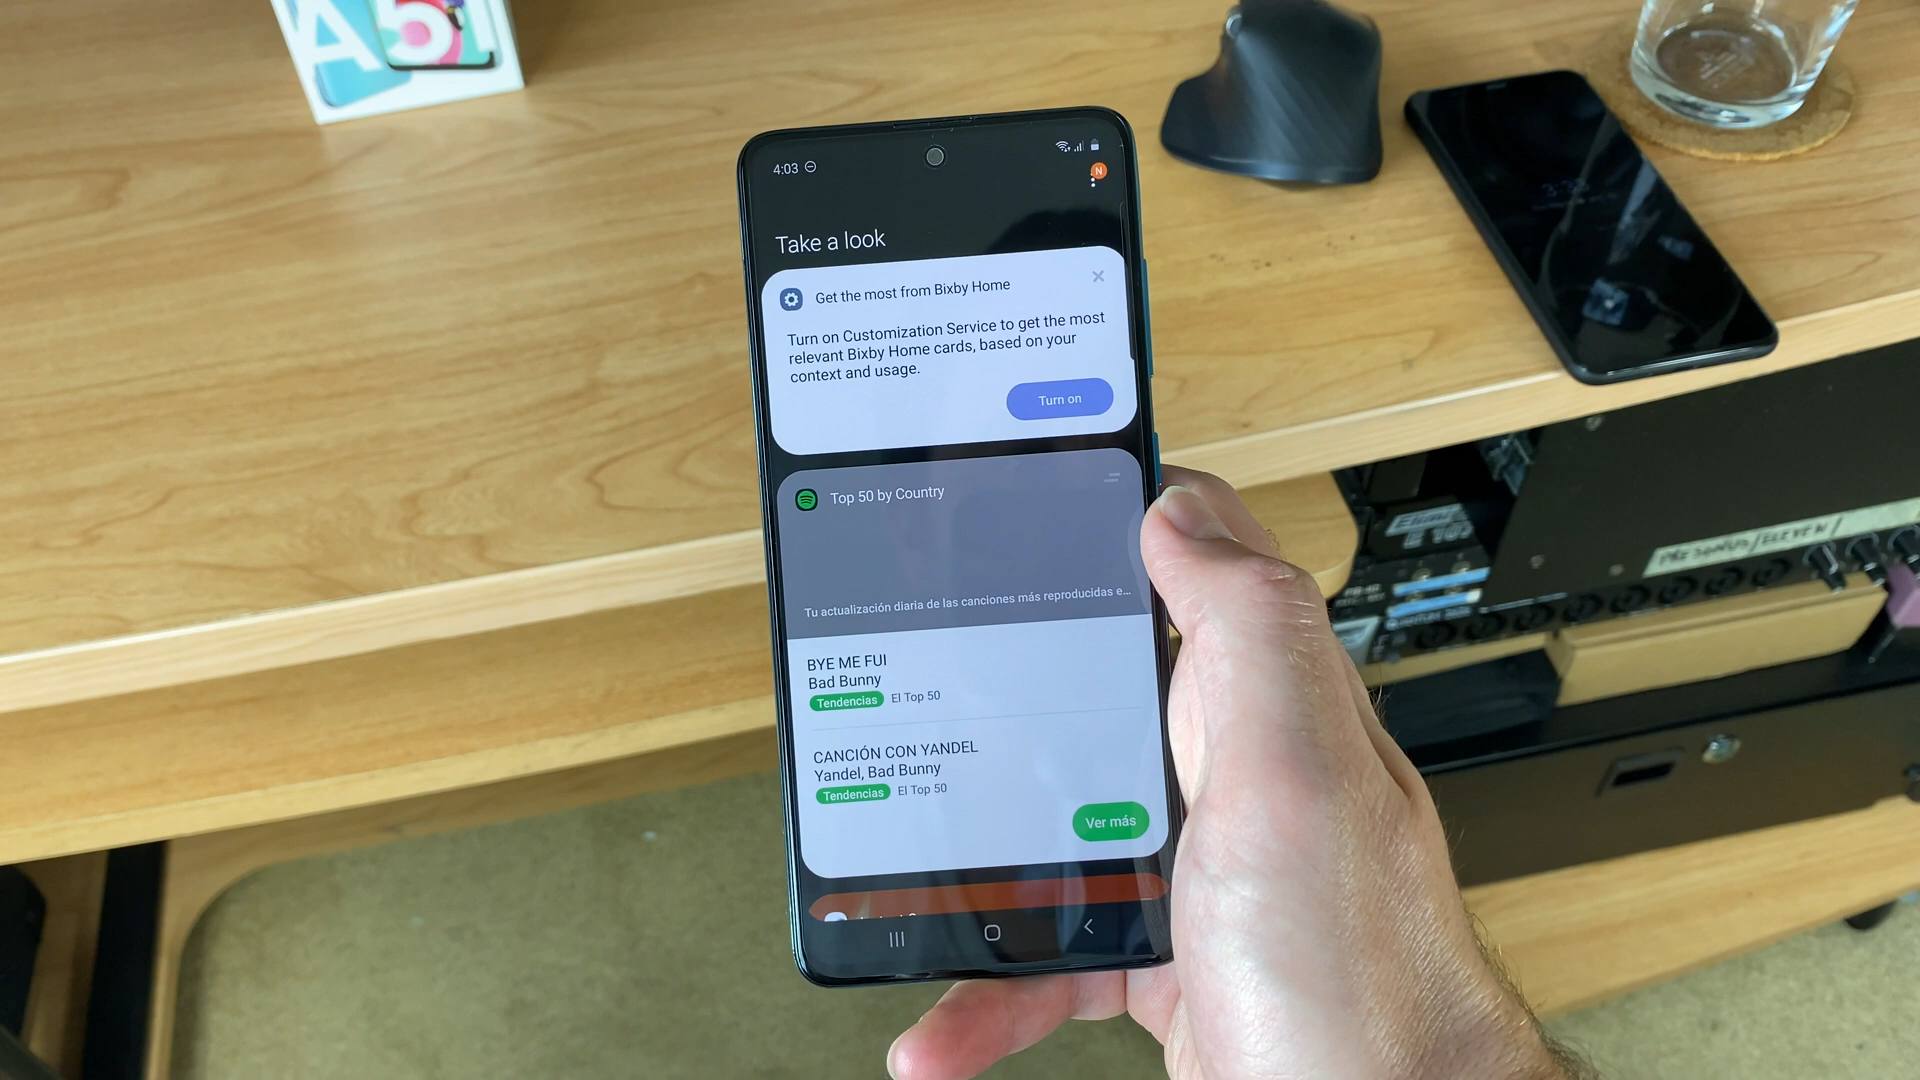 A51
4:03
N
Take a look
Get the most from Bixby Home
Turn on Customization Service to get the most
relevant Bixby Home cards, based on your
context and usage.
Turn on
Top 50 by Country
Tu actualización diaria de las canciones más reproducidas e...
BYE ME FUI
Bad Bunny
Tendencias El Top 50
CANCIÓN CON YANDEL
Yandel, Bad Bunny
Tendencias El Top 50
Ver más
PRESONUS/ELEVEN